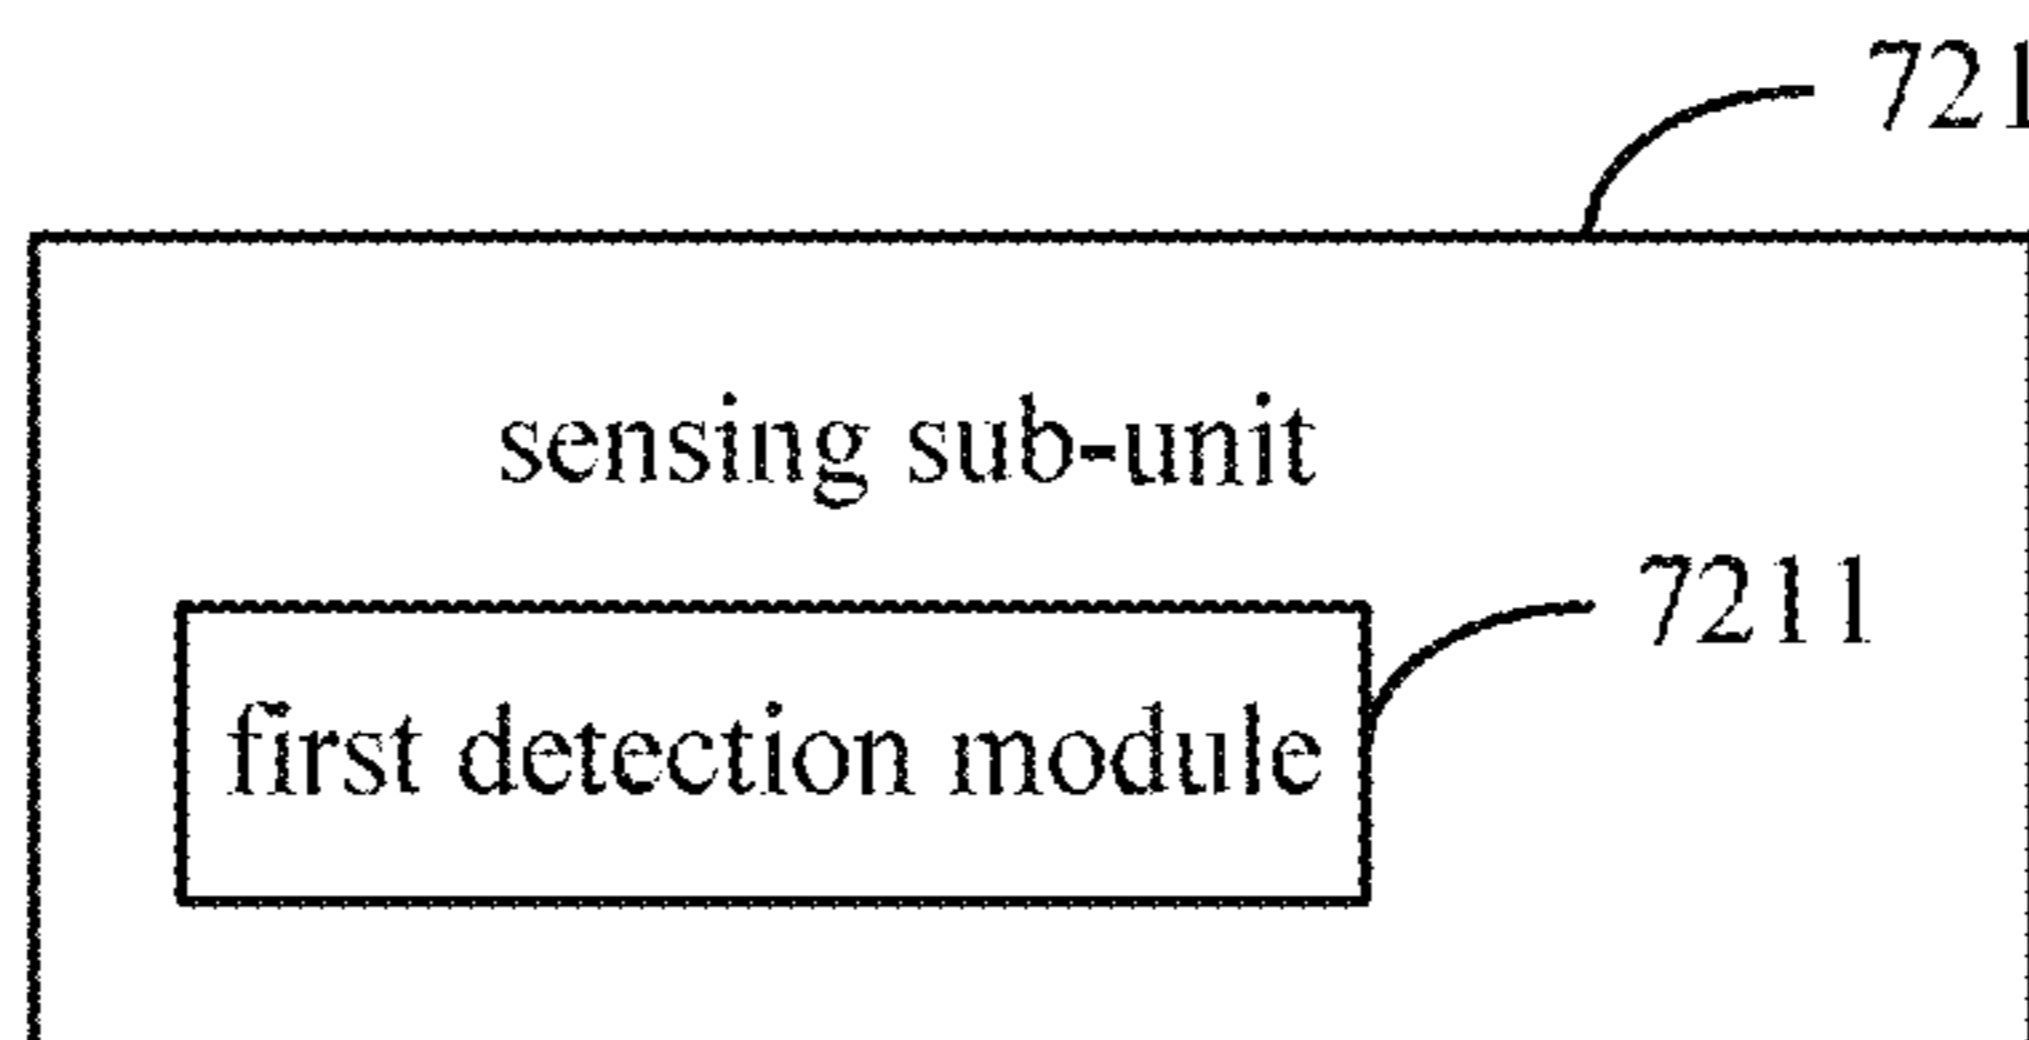 721
sensing sub-unit
7211
first detection module